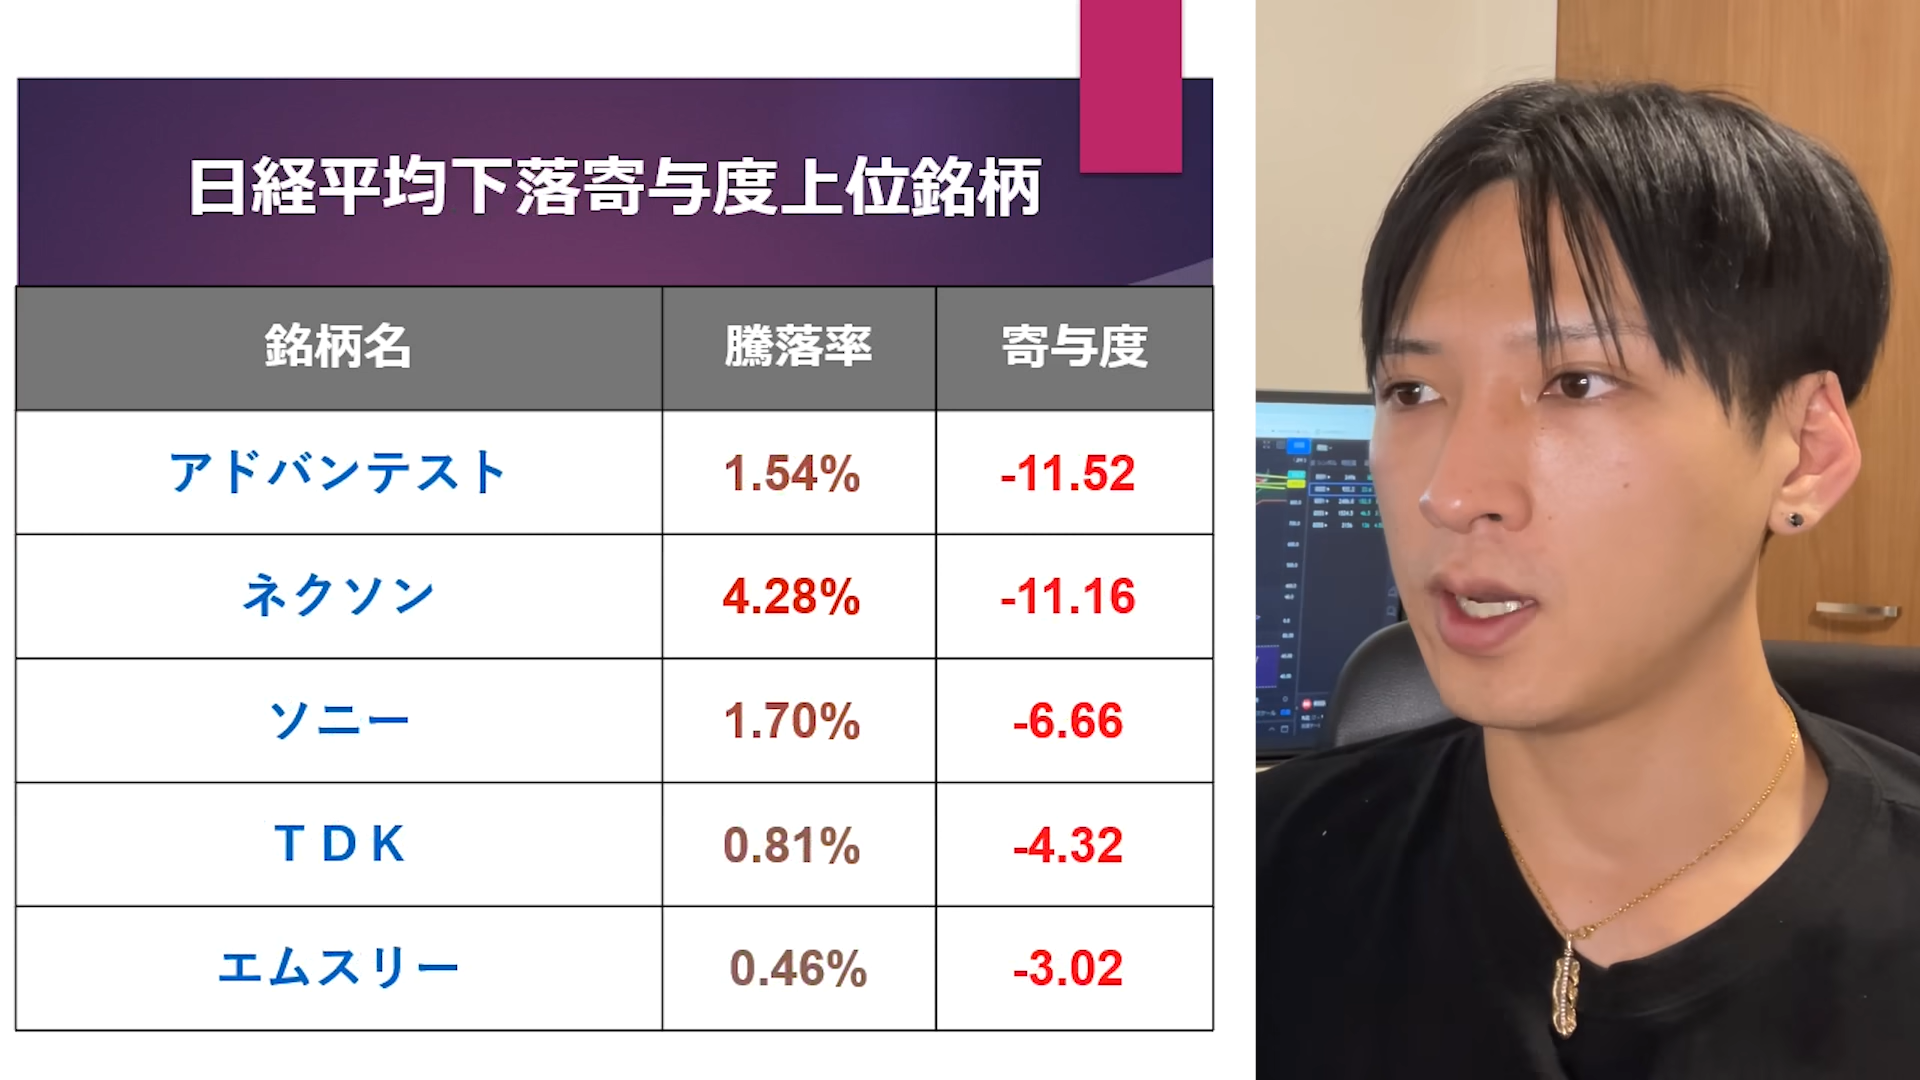 日経平均下落寄与度上位銘柄
銘柄名 騰落率 寄与度
アドバンテスト 1.54% -11.52
ネクソン 4.28% -11.16
ソニー 1.70% -6.66
ＴＤＫ 0.81% -4.32
エムスリー 0.46% -3.02